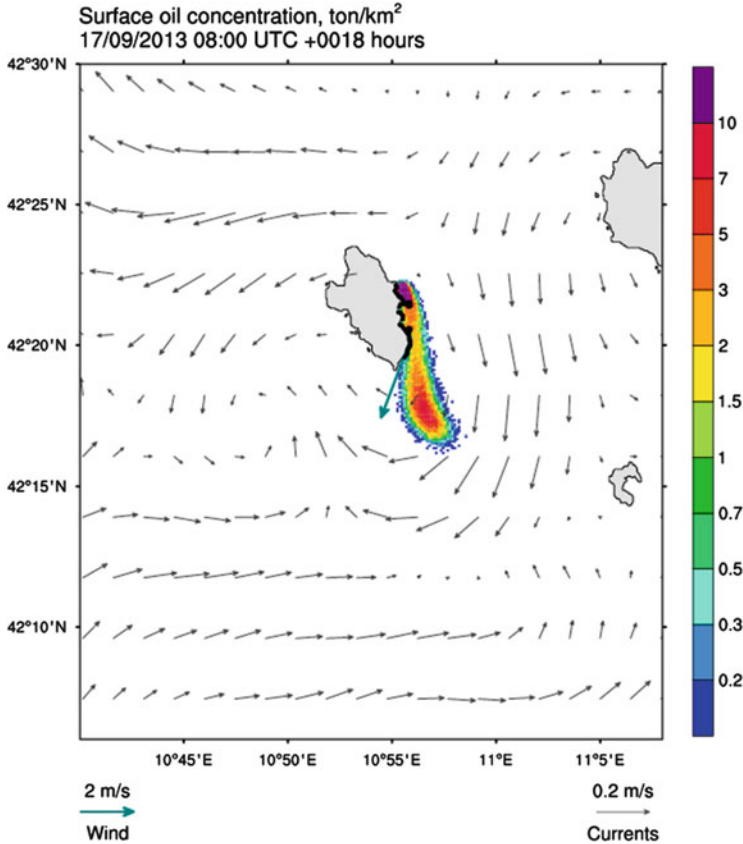 Surface oil concentration, ton/km²
17/09/2013 08:00 UTC +0018 hours
42°30'N
42°25'N
42°20'N
42°15'N
42°10'N
10°45'E
10°50'E
10°55'E
11°E
11°5'E
10
7
5
3
2
1.5
1
0.7
0.5
0.3
0.2
2 m/s
Wind
0.2 m/s
Currents